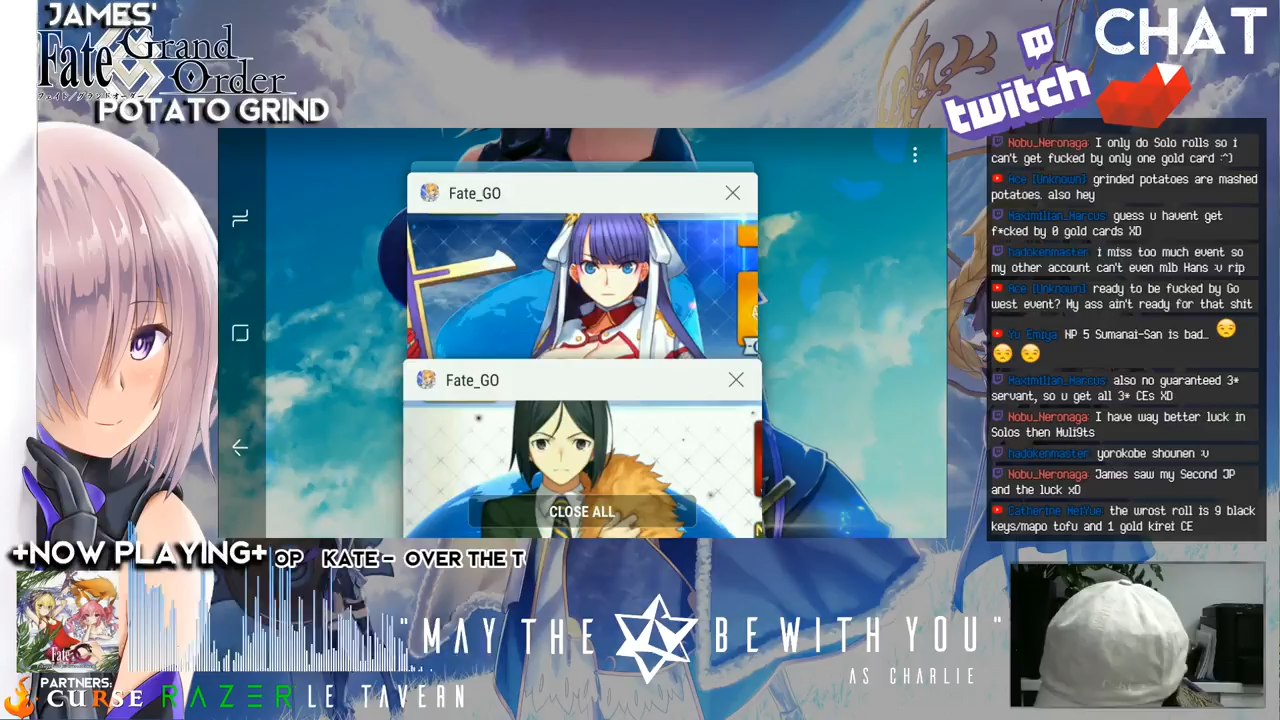 JAMES'
Fate Grand Order
フェイト/グランドオーダー
POTATO GRIND
CHAT
twitch
Fate_GO
Fate_GO
CLOSE ALL
Nobu_Neronaga: I only do Solo rolls so i
can't get fucked by only one gold card :^)
Ace [Unknown]: grinded potatoes are mashed
potatoes. also hey
Maximilian_Marcus: guess u havent get
f*cked by 0 gold cards XD
hadokenmaster: i miss too much event so
my other account can't even mlb Hans :v rip
Ace [Unknown]: ready to be fucked by Go
west event? My ass ain't ready for that shit
Yu Emiya: NP 5 Sumanai-San is bad..
Maximilian_Marcus: also no guaranteed 3*
servant, so u get all 3* CEs XD
Nobu_Neronaga: I have way better luck in
Solos then Huli9ts
hadokenmaster: yorokobe shounen :v
Nobu_Neronaga: James saw my Second JP
and the luck xD
Catherine MeiYue: the wrost roll is 9 black
keys/mapo tofu and 1 gold kirei CE
+NOW PLAYING+
OP KATE - OVER THE T
Fate
"MAY THE BE WITH YOU"
AS CHARLIE
PARTNERS:
CURSE RAZER LE TAVERN